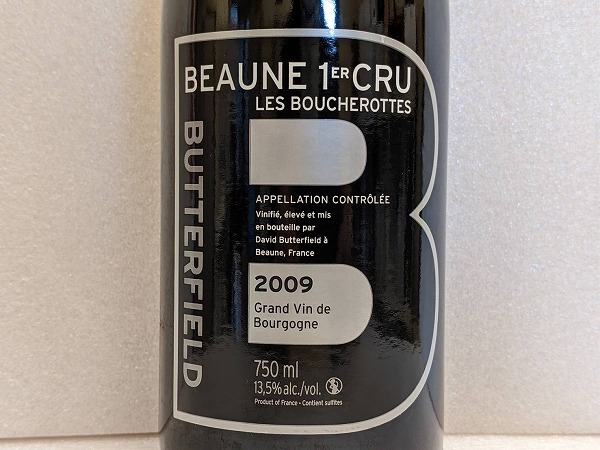 BEAUNE 1ER CRU
LES BOUCHEROTTES
BUTTERFIELD
APPELLATION CONTRÔLÉE
Vinifié, élevé et mis
en bouteille par
David Butterfield à
Beaune, France
2009
Grand Vin de
Bourgogne
750 ml
13,5% alc./vol.
Product of France - Contient sulfites